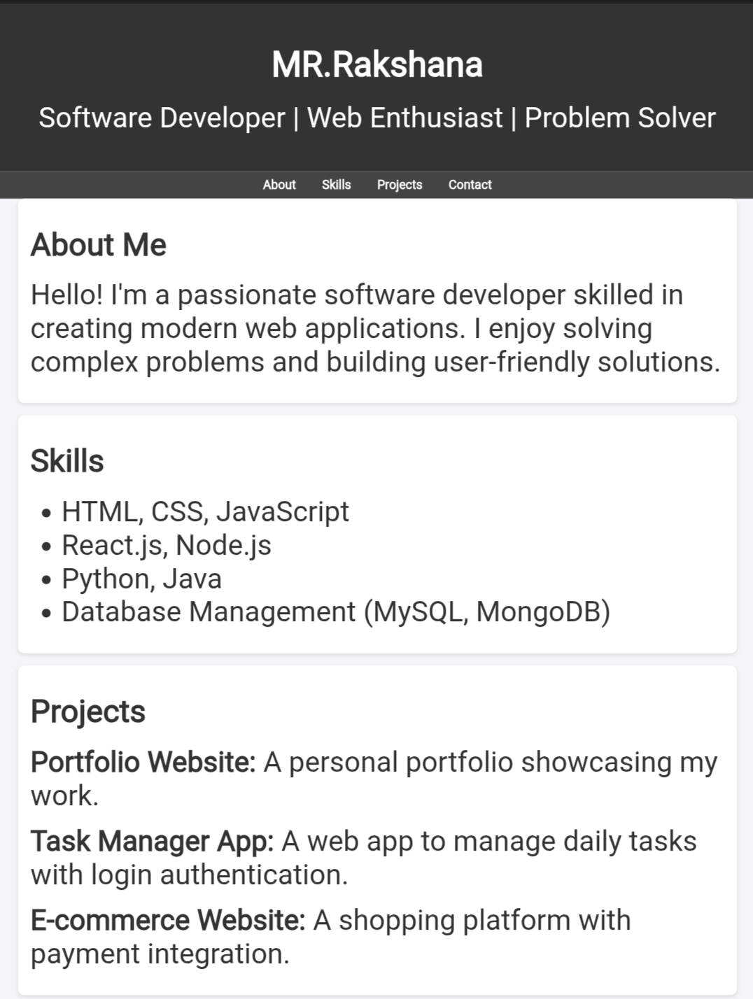 MR.Rakshana
Software Developer | Web Enthusiast | Problem Solver
About Skills Projects Contact
About Me
Hello! I'm a passionate software developer skilled in
creating modern web applications. I enjoy solving
complex problems and building user-friendly solutions.
Skills
• HTML, CSS, JavaScript
• React.js, Node.js
• Python, Java
• Database Management (MySQL, MongoDB)
Projects
Portfolio Website: A personal portfolio showcasing my
work.
Task Manager App: A web app to manage daily tasks
with login authentication.
E-commerce Website: A shopping platform with
payment integration.